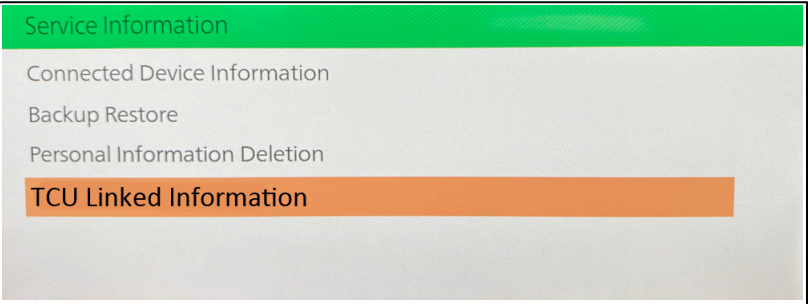 Service Information
Connected Device Information
Backup Restore
Personal Information Deletion
TCU Linked Information